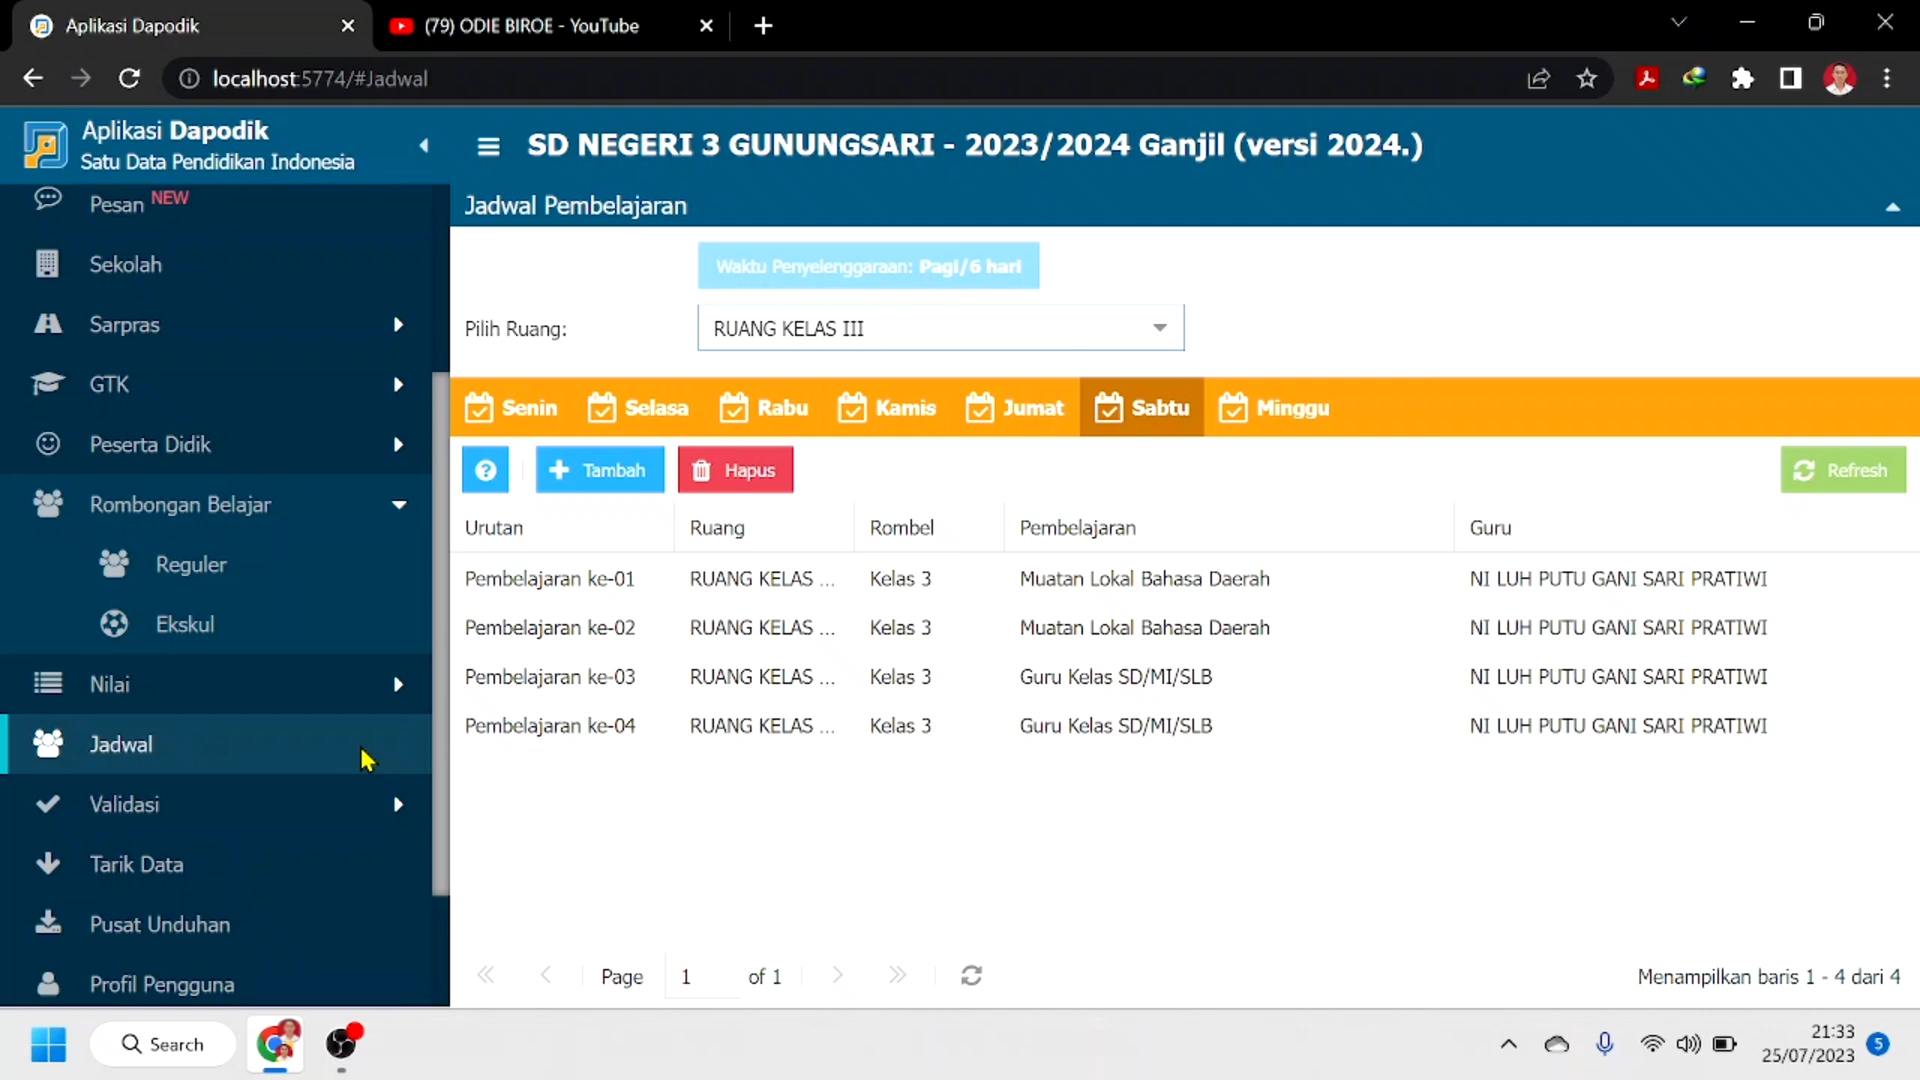 Aplikasi Dapodik
(79) ODIE BIROE - YouTube
localhost:5774/#Jadwal
Aplikasi Dapodik
Satu Data Pendidikan Indonesia
SD NEGERI 3 GUNUNGSARI - 2023/2024 Ganjil (versi 2024.)
Pesan NEW
Sekolah
Sarpras
GTK
Peserta Didik
Rombongan Belajar
Reguler
Ekskul
Nilai
Jadwal
Validasi
Tarik Data
Pusat Unduhan
Profil Pengguna
Jadwal Pembelajaran
Waktu Penyelenggaraan: Pagi/6 hari
Pilih Ruang: RUANG KELAS III
Senin Selasa Rabu Kamis Jumat Sabtu Minggu
? Tambah Hapus Refresh
Urutan Ruang Rombel Pembelajaran Guru
Pembelajaran ke-01 RUANG KELAS ... Kelas 3 Muatan Lokal Bahasa Daerah NI LUH PUTU GANI SARI PRATIWI
Pembelajaran ke-02 RUANG KELAS ... Kelas 3 Muatan Lokal Bahasa Daerah NI LUH PUTU GANI SARI PRATIWI
Pembelajaran ke-03 RUANG KELAS ... Kelas 3 Guru Kelas SD/MI/SLB NI LUH PUTU GANI SARI PRATIWI
Pembelajaran ke-04 RUANG KELAS ... Kelas 3 Guru Kelas SD/MI/SLB NI LUH PUTU GANI SARI PRATIWI
Page 1 of 1
Menampilkan baris 1 - 4 dari 4
Search
21:33
25/07/2023
5